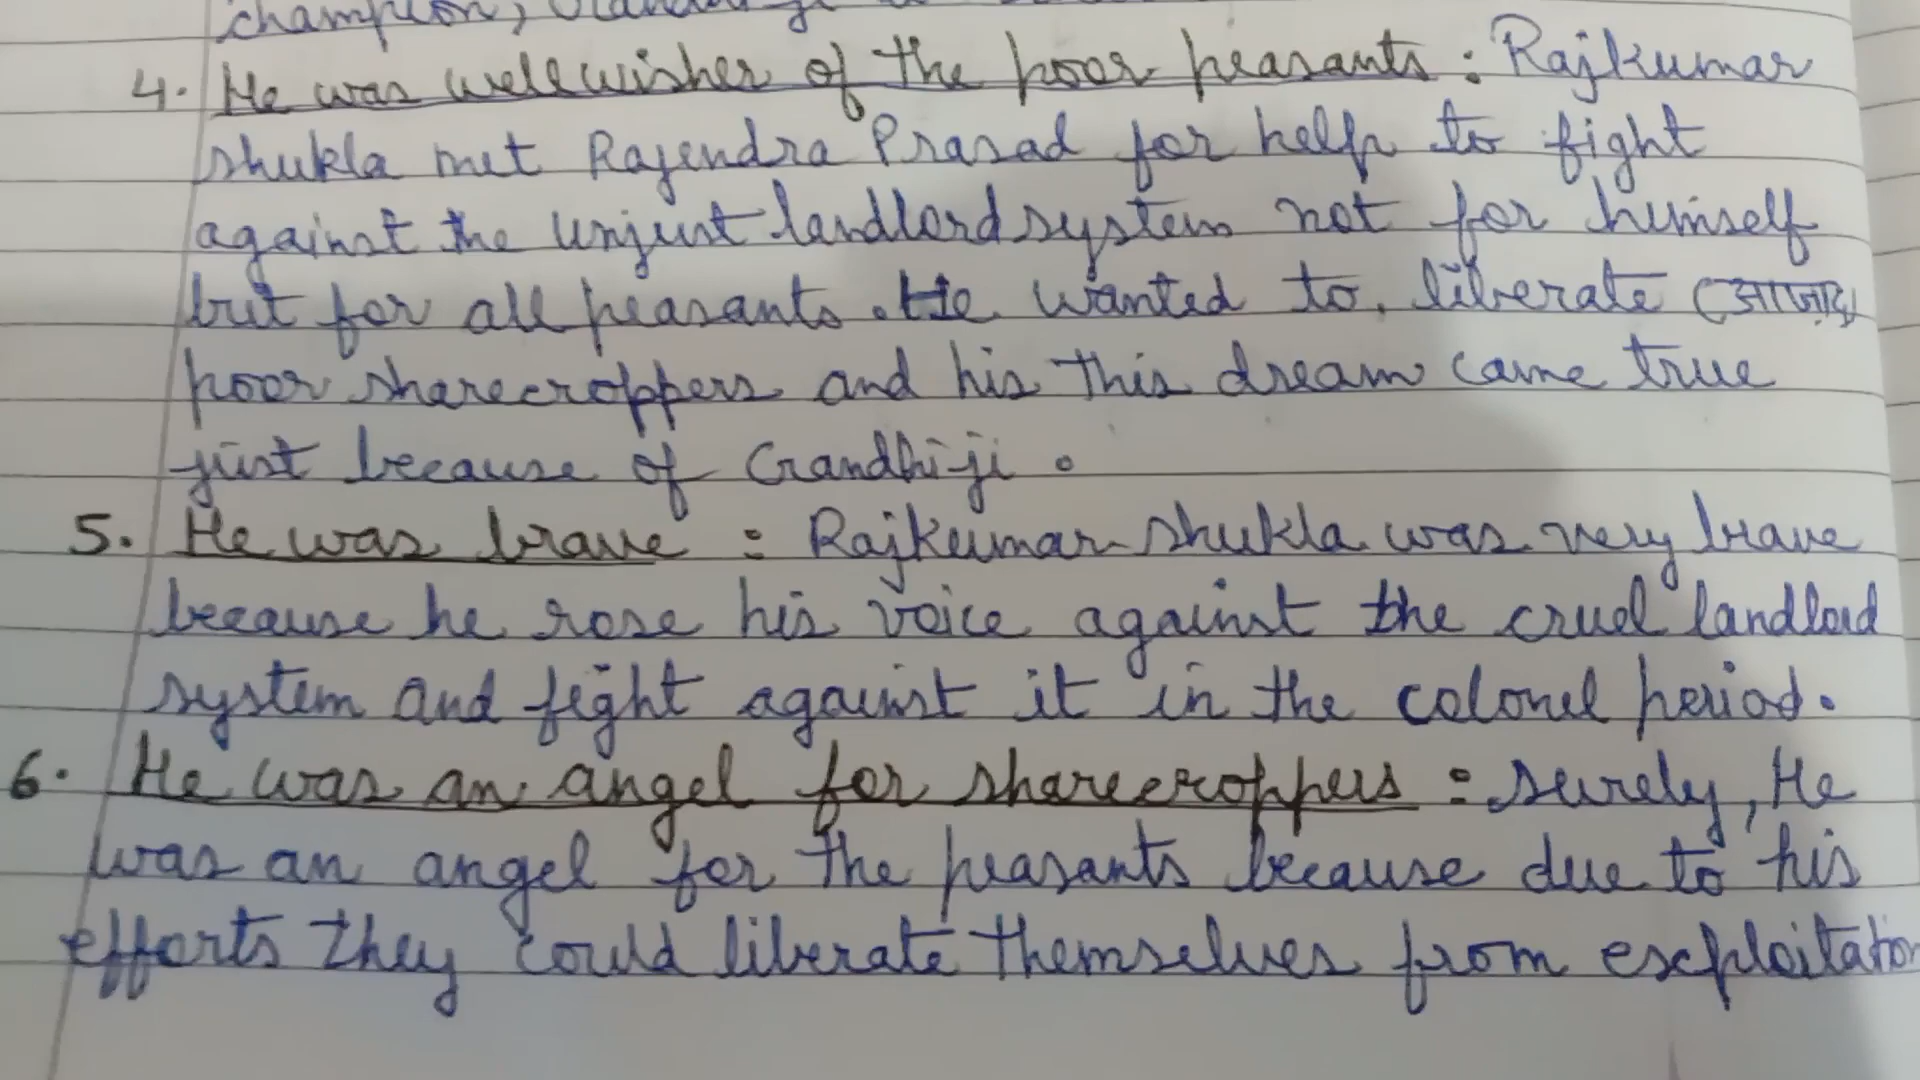 champion,
4. He was wellwisher of the poor peasants : Rajkumar
Shukla met Rajendra Prasad for help to fight
against the unjust landlord system not for himself
but for all peasants. He wanted to liberate (आजाद)
poor sharecroppers and his this dream came true
just because of Gandhiji.
5. He was brave : Rajkumar Shukla was very brave
because he rose his voice against the cruel landlord
system and fight against it in the colonel period.
6. He was an angel for sharecroppers : Surely, He
was an angel for the peasants because due to his
efforts they could liberate themselves from exploitation